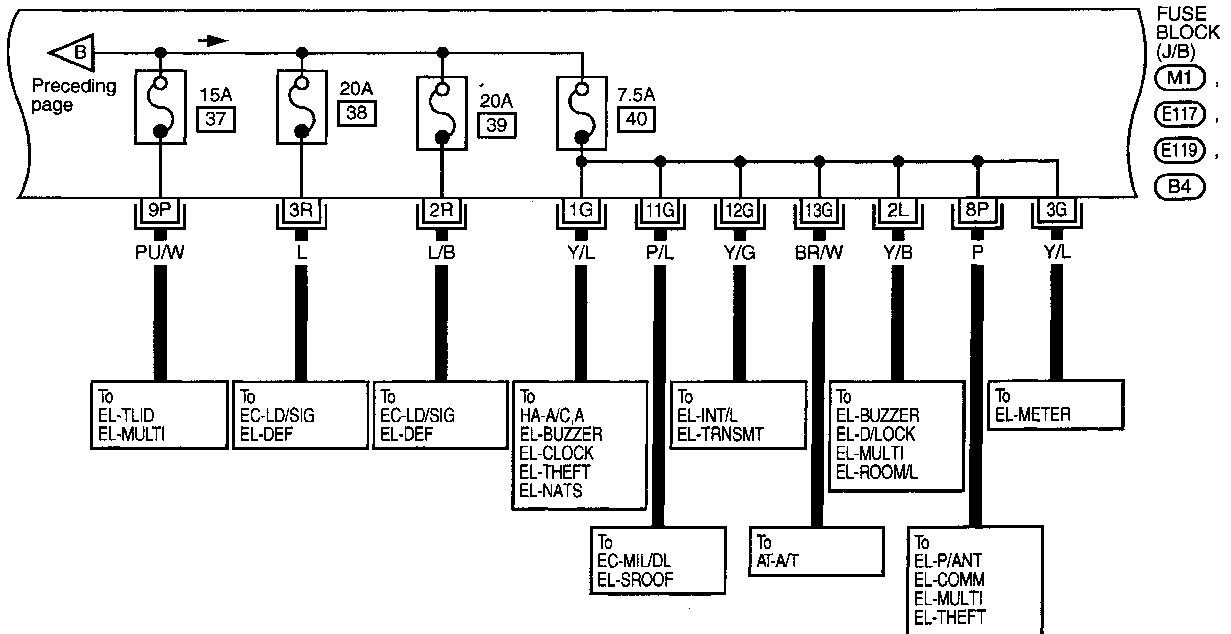 FUSE
BLOCK
(J/B)
M1 ,
E117 ,
E119 ,
B4
B
Preceding
page
15A
37
20A
38
20A
39
7.5A
40
9P
3R
2R
1G
11G
12G
13G
2L
8P
3G
PU/W
L
L/B
Y/L
P/L
Y/G
BR/W
Y/B
P
Y/L
To
EL-TLID
EL-MULTI
To
EC-LD/SIG
EL-DEF
To
EC-LD/SIG
EL-DEF
To
HA-A/C,A
EL-BUZZER
EL-CLOCK
EL-THEFT
EL-NATS
To
EL-INT/L
EL-TRNSMT
To
EL-BUZZER
EL-D/LOCK
EL-MULTI
EL-ROOM/L
To
EL-METER
To
EC-MIL/DL
EL-SROOF
To
AT-A/T
To
EL-P/ANT
EL-COMM
EL-MULTI
EL-THEFT